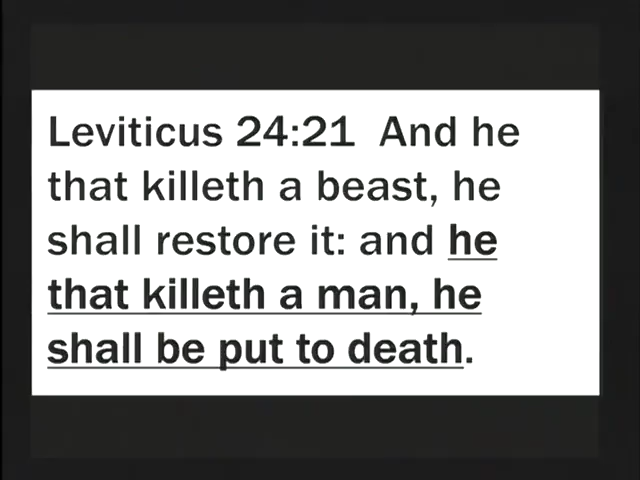 Leviticus 24:21  And he
that killeth a beast, he
shall restore it: and he
that killeth a man, he
shall be put to death.